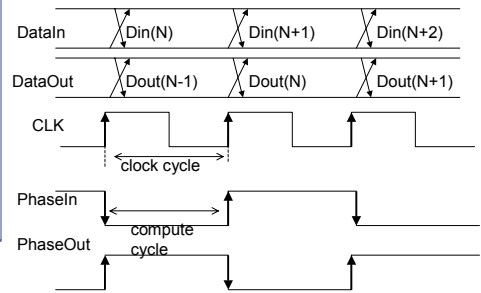 DataIn Din(N) Din(N+1) Din(N+2)
DataOut Dout(N-1) Dout(N) Dout(N+1)
CLK
clock cycle
PhaseIn
compute
cycle
PhaseOut